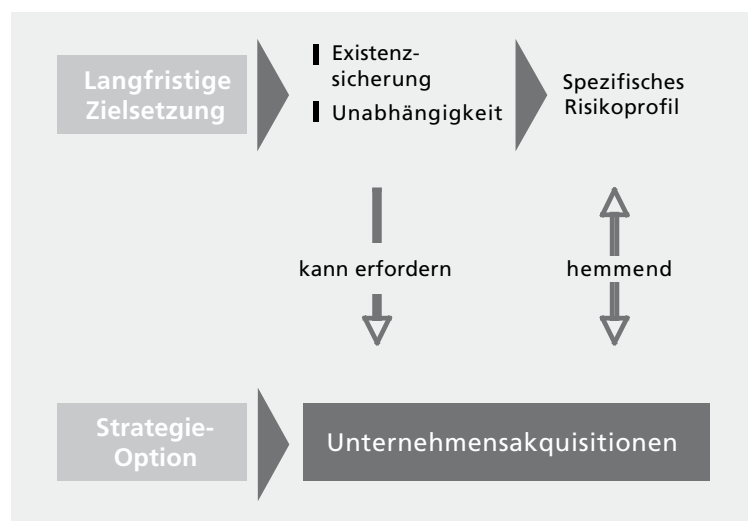 Langfristige
Zielsetzung
Existenz-
sicherung
Unabhängigkeit
Spezifisches
Risikoprofil
kann erfordern
hemmend
Strategie-
Option
Unternehmensakquisitionen